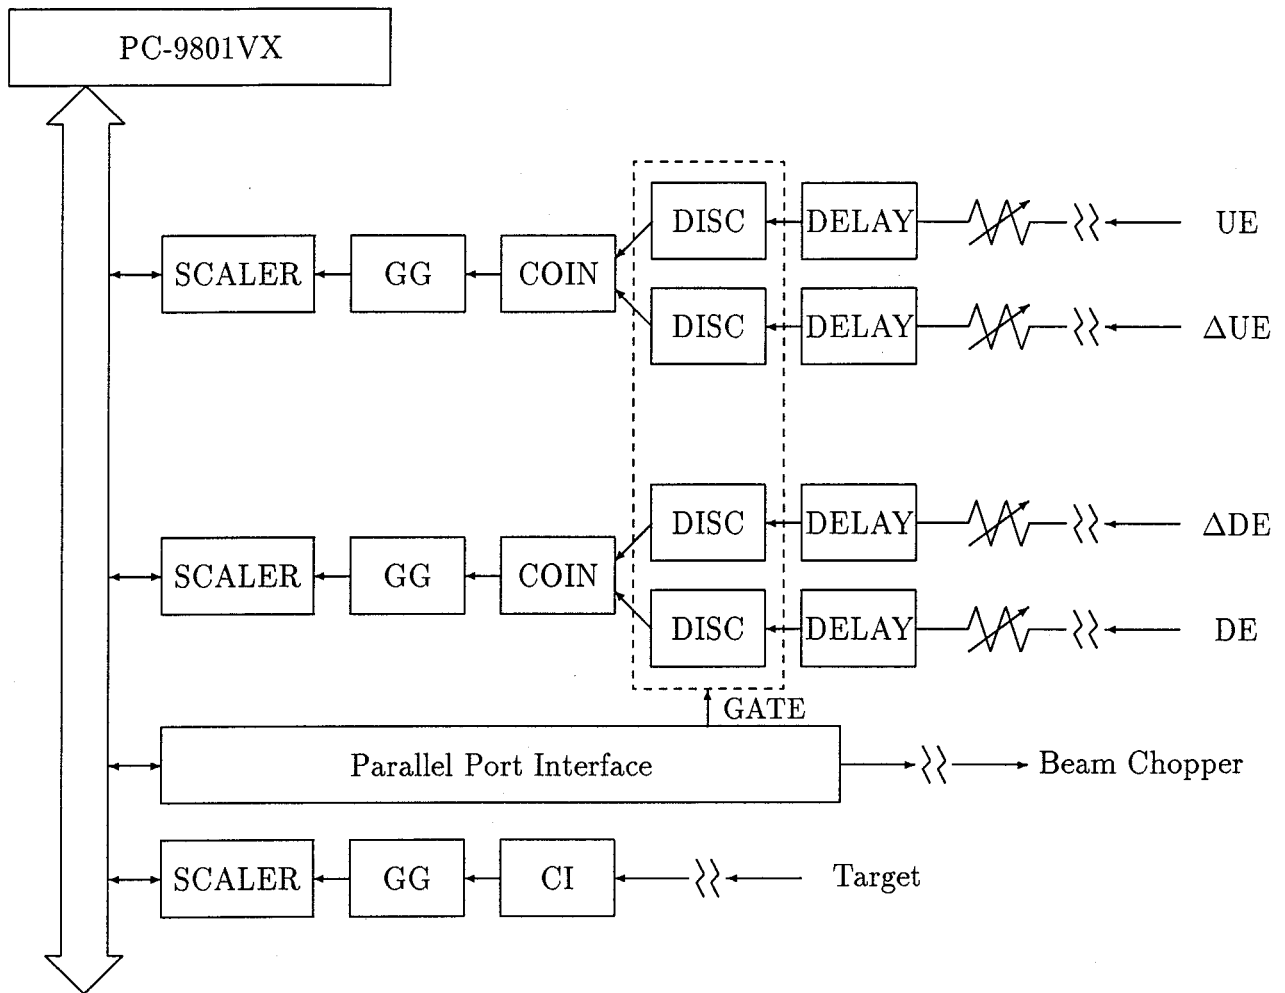 PC-9801VX
DISC DELAY UE
SCALER GG COIN
DISC DELAY ΔUE
DISC DELAY ΔDE
SCALER GG COIN
DISC DELAY DE
GATE
Parallel Port Interface Beam Chopper
SCALER GG CI Target